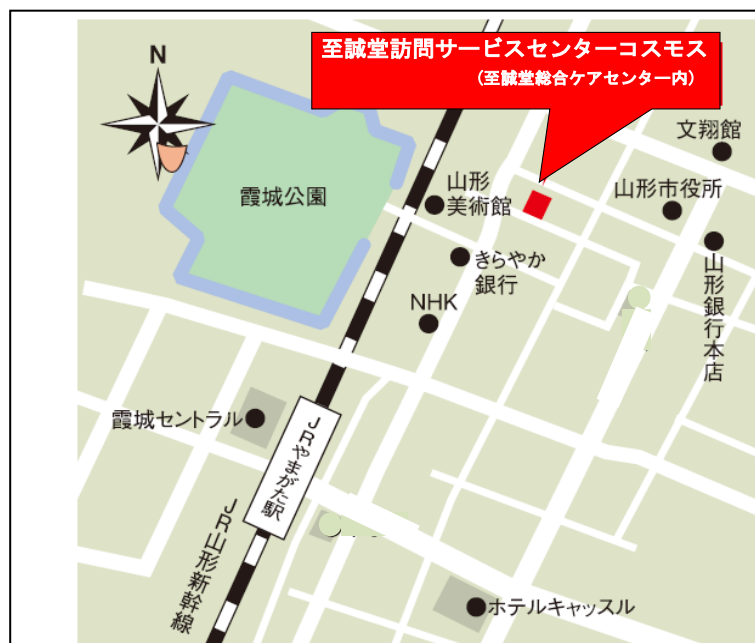 至誠堂訪問サービスセンターコスモス
(至誠堂総合ケアセンター内)
N
文翔館
霞城公園
山形
美術館
山形市役所
きらやか
銀行
山形銀行本店
NHK
霞城セントラル
JRやまがた駅
JR山形新幹線
ホテルキャッスル